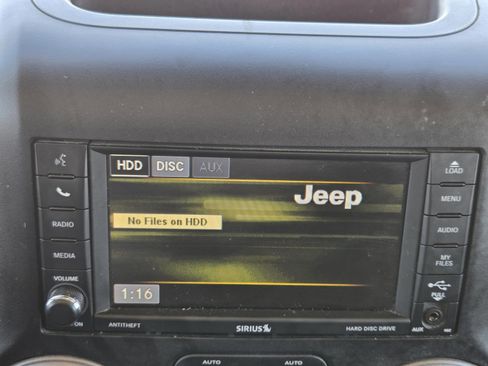 HDD DISC AUX
LOAD
Jeep
MENU
No Files on HDD
RADIO
AUDIO
MEDIA
MY
FILES
VOLUME
1:16
PULL
ON
ANTITHEFT
SIRIUS
HARD DISC DRIVE
AUX
AUTO
AUTO